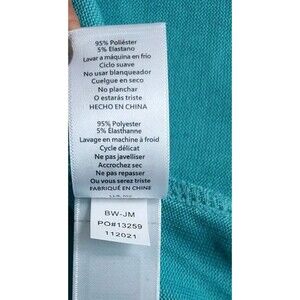 95% Poliéster
5% Elastano
Lavar a máquina en frío
Ciclo suave
No usar blanqueador
Cuelgue en seco
No planchar
O estarás triste
HECHO EN CHINA
95% Polyester
5% Élasthanne
Lavage en machine à froid
Cycle délicat
Ne pas javelliser
Accrochez sec
Ne pas repasser
Ou vous serez triste
FABRIQUÉ EN CHINE
BW-JM
PO#13259
112021